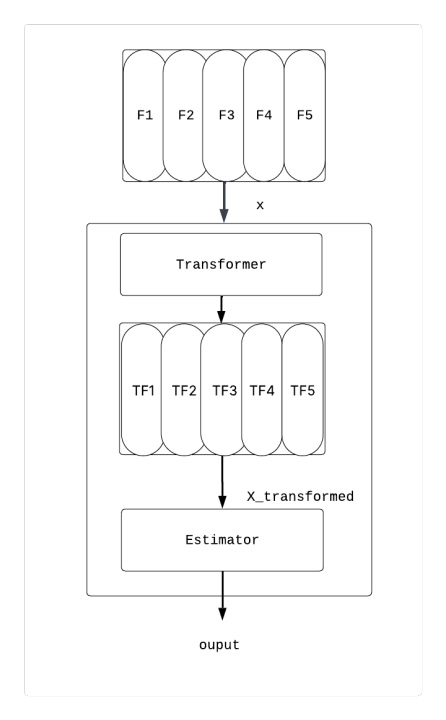 F1 F2 F3 F4 F5
x
Transformer
TF1 TF2 TF3 TF4 TF5
X_transformed
Estimator
ouput